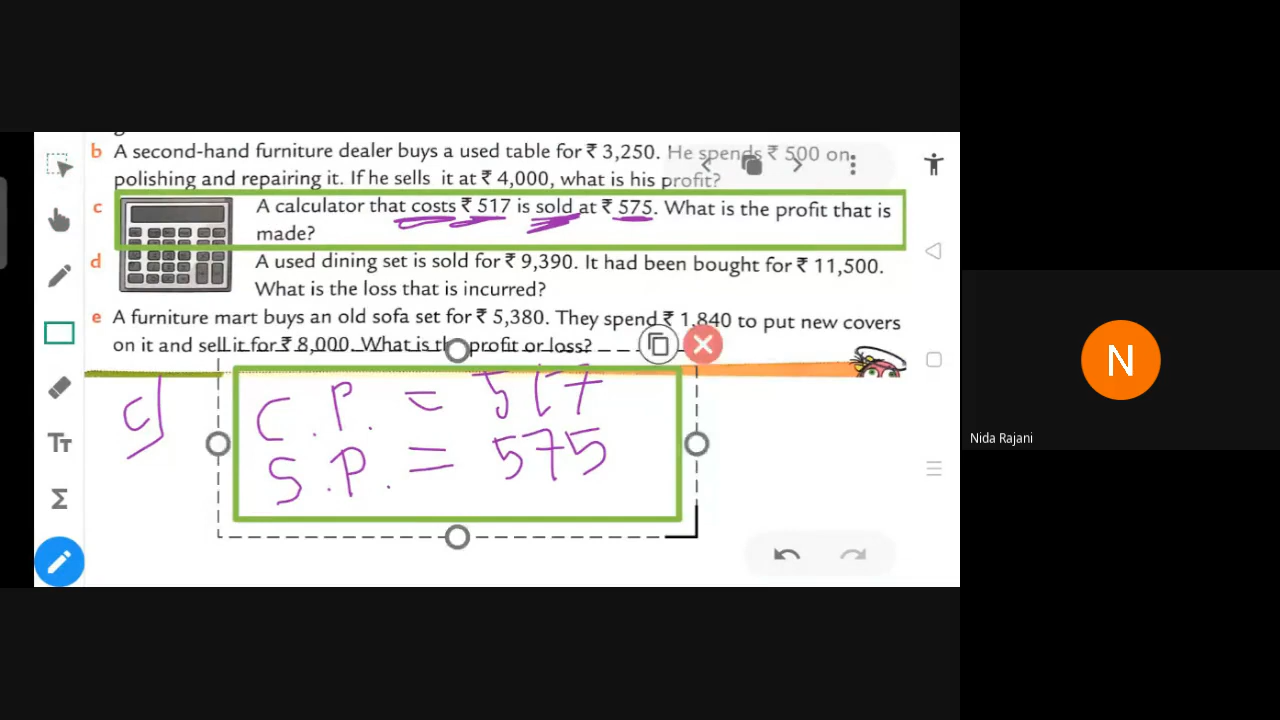 b A second-hand furniture dealer buys a used table for ₹ 3,250. He spends ₹ 500 on
polishing and repairing it. If he sells it at ₹ 4,000, what is his profit?
c A calculator that costs ₹ 517 is sold at ₹ 575. What is the profit that is
made?
d A used dining set is sold for ₹ 9,390. It had been bought for ₹ 11,500.
What is the loss that is incurred?
e A furniture mart buys an old sofa set for ₹ 5,380. They spend ₹ 1,840 to put new covers
on it and sell it for ₹ 8,000. What is the profit or loss?
c)
C.P. = 517
S.P. = 575
Tт
Σ
N
Nida Rajani